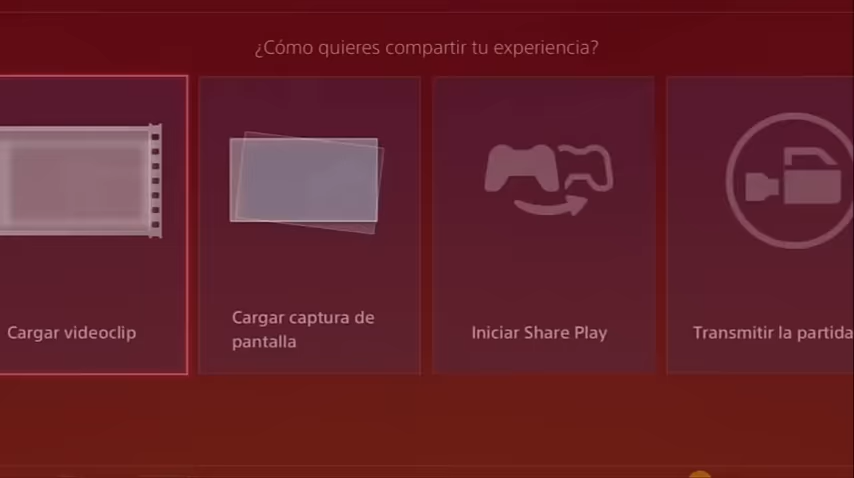 ¿Cómo quieres compartir tu experiencia?
Cargar videoclip
Cargar captura de
pantalla
Iniciar Share Play
Transmitir la partida